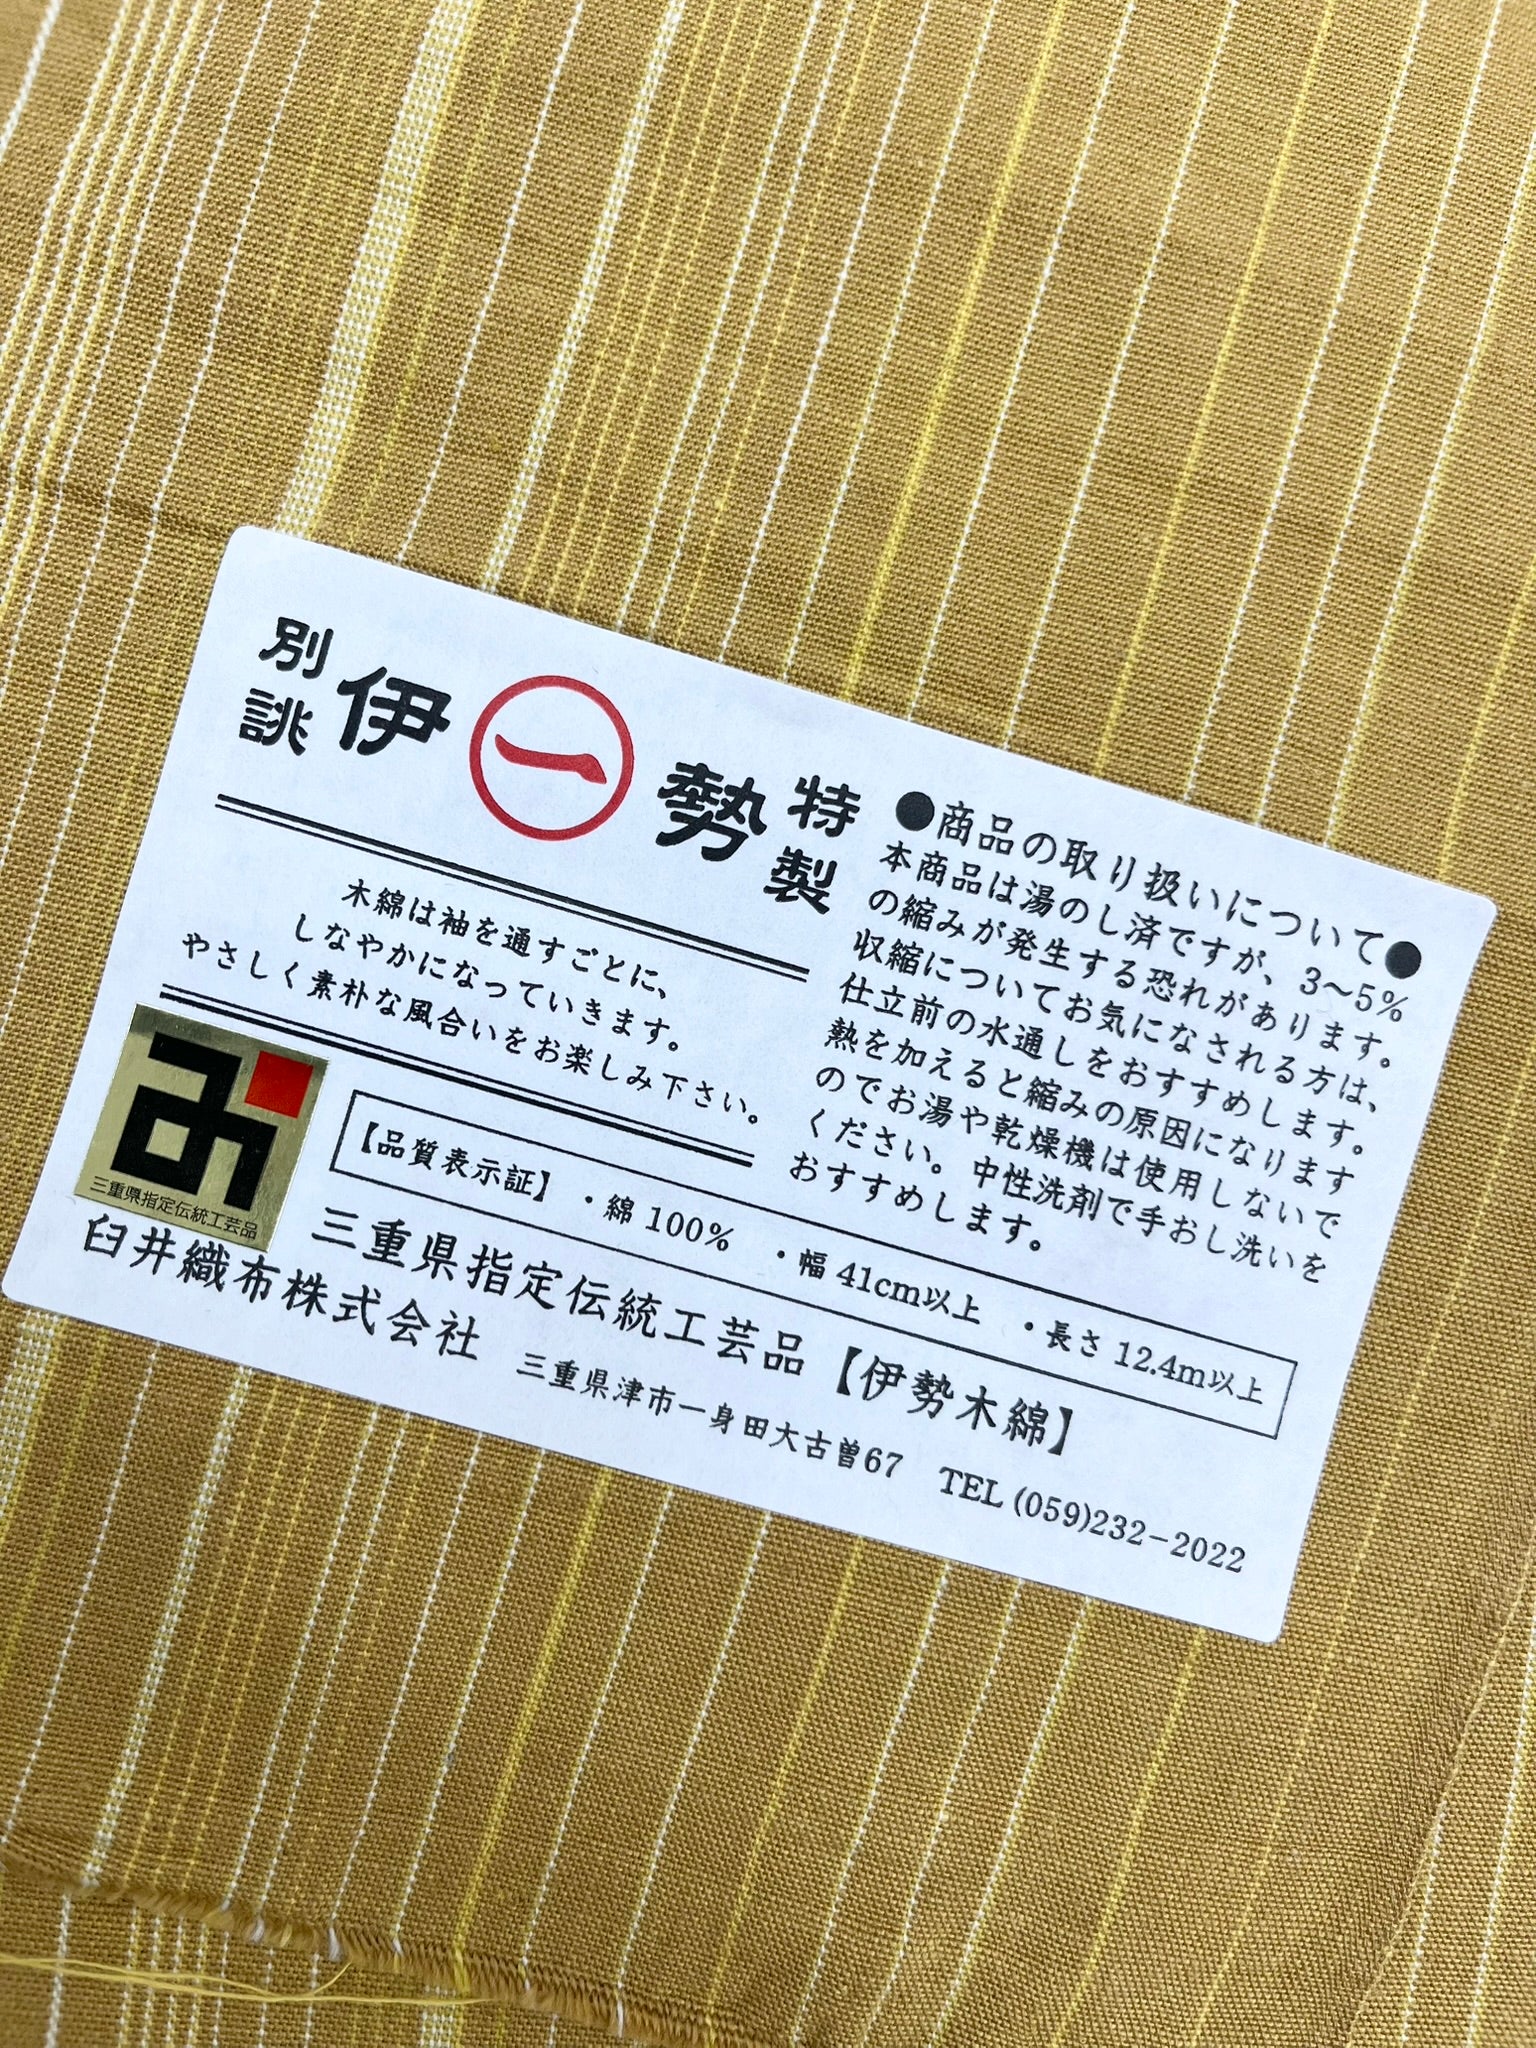 別誂 伊 一 勢 特製
木綿は袖を通すごとに、
しなやかになっていきます。
やさしく素朴な風合いをお楽しみ下さい。
●商品の取り扱いについて●
本商品は湯のし済ですが、3～5%
の縮みが発生する恐れがあります。
収縮についてお気になされる方は、
仕立前の水通しをおすすめします。
熱を加えると縮みの原因になります
のでお湯や乾燥機は使用しないで
ください。中性洗剤で手おし洗いを
おすすめします。
【品質表示証】・綿 100% ・幅 41cm以上 ・長さ 12.4m以上
三重県指定伝統工芸品
三重県指定伝統工芸品【伊勢木綿】
臼井織布株式会社 三重県津市一身田大古曽67 TEL (059)232-2022